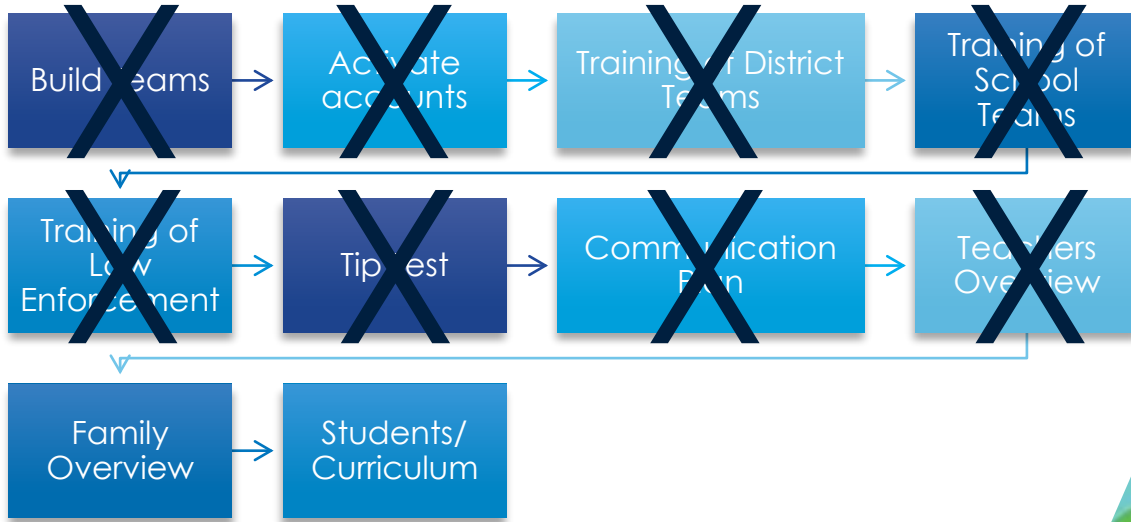 Build Teams
Activate
accounts
Training of District
Teams
Training of
School
Teams
Training of
Law
Enforcement
Tip Test
Communication
Plan
Teachers
Overview
Family
Overview
Students/
Curriculum